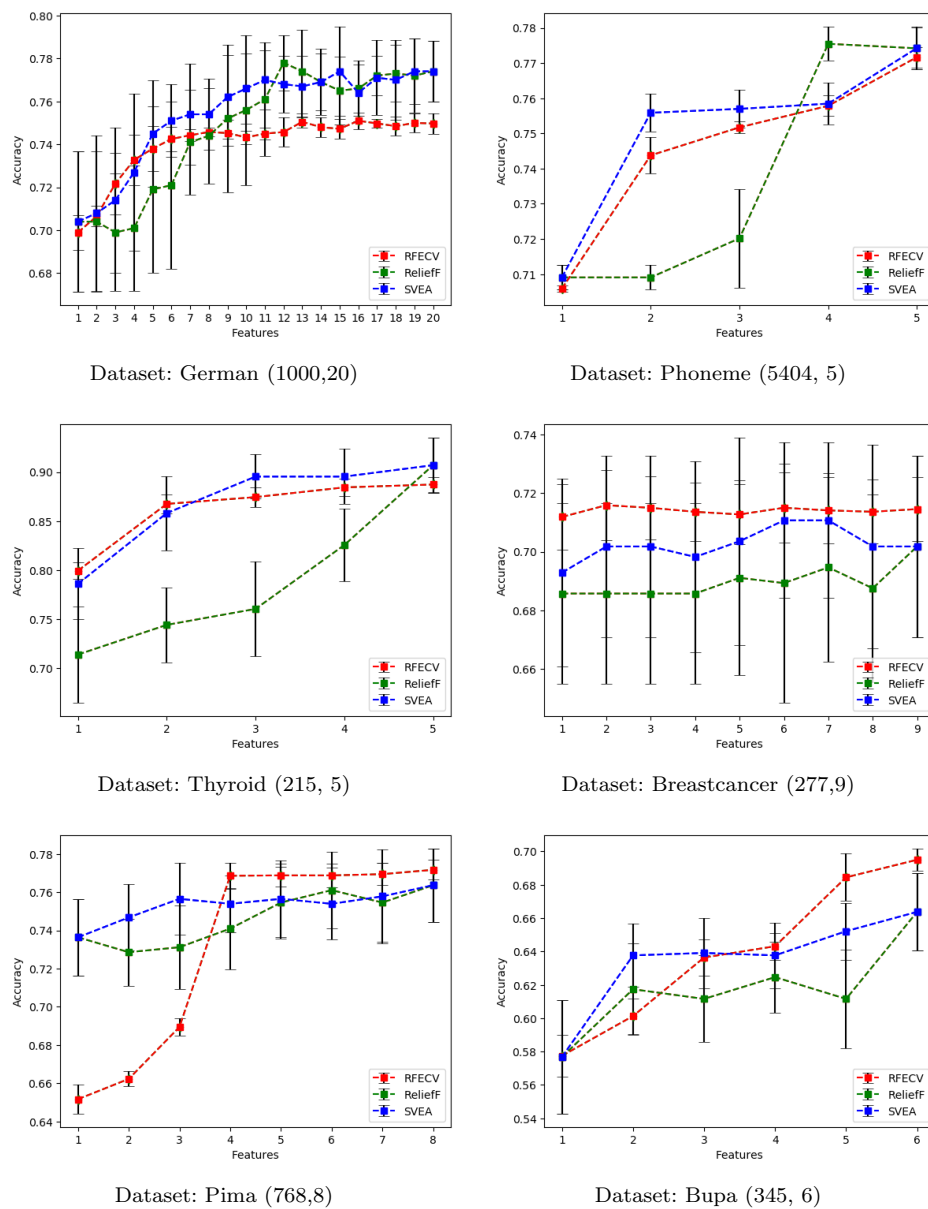 0.80
0.78
0.76
0.74
0.72
0.70
0.68
Accuracy
1 2 3 4 5 6 7 8 9 10 11 12 13 14 15 16 17 18 19 20
Features
RFECV
ReliefF
SVEA
Dataset: German (1000,20)
0.78
0.77
0.76
0.75
0.74
0.73
0.72
0.71
Accuracy
1 2 3 4 5
Features
RFECV
ReliefF
SVEA
Dataset: Phoneme (5404, 5)
0.90
0.85
0.80
0.75
0.70
Accuracy
1 2 3 4 5
Features
RFECV
ReliefF
SVEA
Dataset: Thyroid (215, 5)
0.74
0.72
0.70
0.68
0.66
Accuracy
1 2 3 4 5 6 7 8 9
Features
RFECV
ReliefF
SVEA
Dataset: Breastcancer (277,9)
0.78
0.76
0.74
0.72
0.70
0.68
0.66
0.64
Accuracy
1 2 3 4 5 6 7 8
Features
RFECV
ReliefF
SVEA
Dataset: Pima (768,8)
0.70
0.68
0.66
0.64
0.62
0.60
0.58
0.56
0.54
Accuracy
1 2 3 4 5 6
Features
RFECV
ReliefF
SVEA
Dataset: Bupa (345, 6)